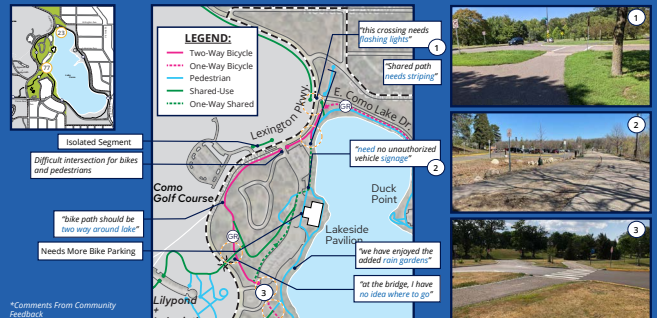 23
77
LEGEND:
Two-Way Bicycle
One-Way Bicycle
Pedestrian
Shared-Use
One-Way Shared
"this crossing needs
flashing lights"
1
"Shared path
needs striping"
E. Como Lake Dr.
GR
Lexington Pkwy.
Isolated Segment
Difficult intersection for bikes
and pedestrians
"need no unauthorized
vehicle signage"
2
Como
Golf Course
Duck
Point
"bike path should be
two way around lake"
GR
Lakeside
Pavilion
Needs More Bike Parking
"we have enjoyed the
added rain gardens"
"at the bridge, I have
no idea where to go"
3
Lilypond
+
*Comments From Community
Feedback
1
2
3